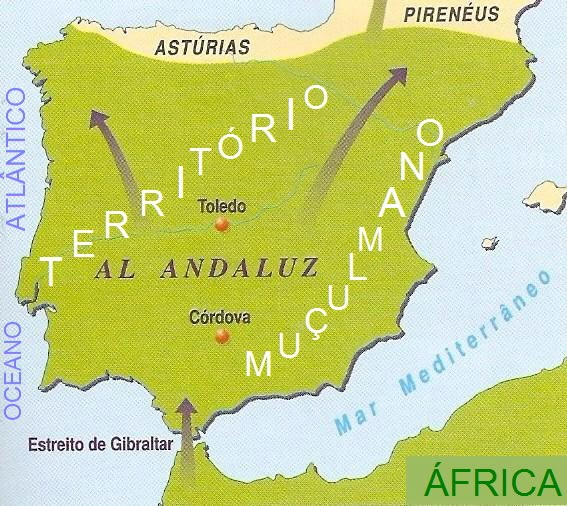 PIRENÉUS
ASTÚRIAS
OCEANO ATLÂNTICO
TERRITÓRIO
MUÇULMANO
Toledo
AL ANDALUZ
Córdova
Mar Mediterrâneo
Estreito de Gibraltar
ÁFRICA